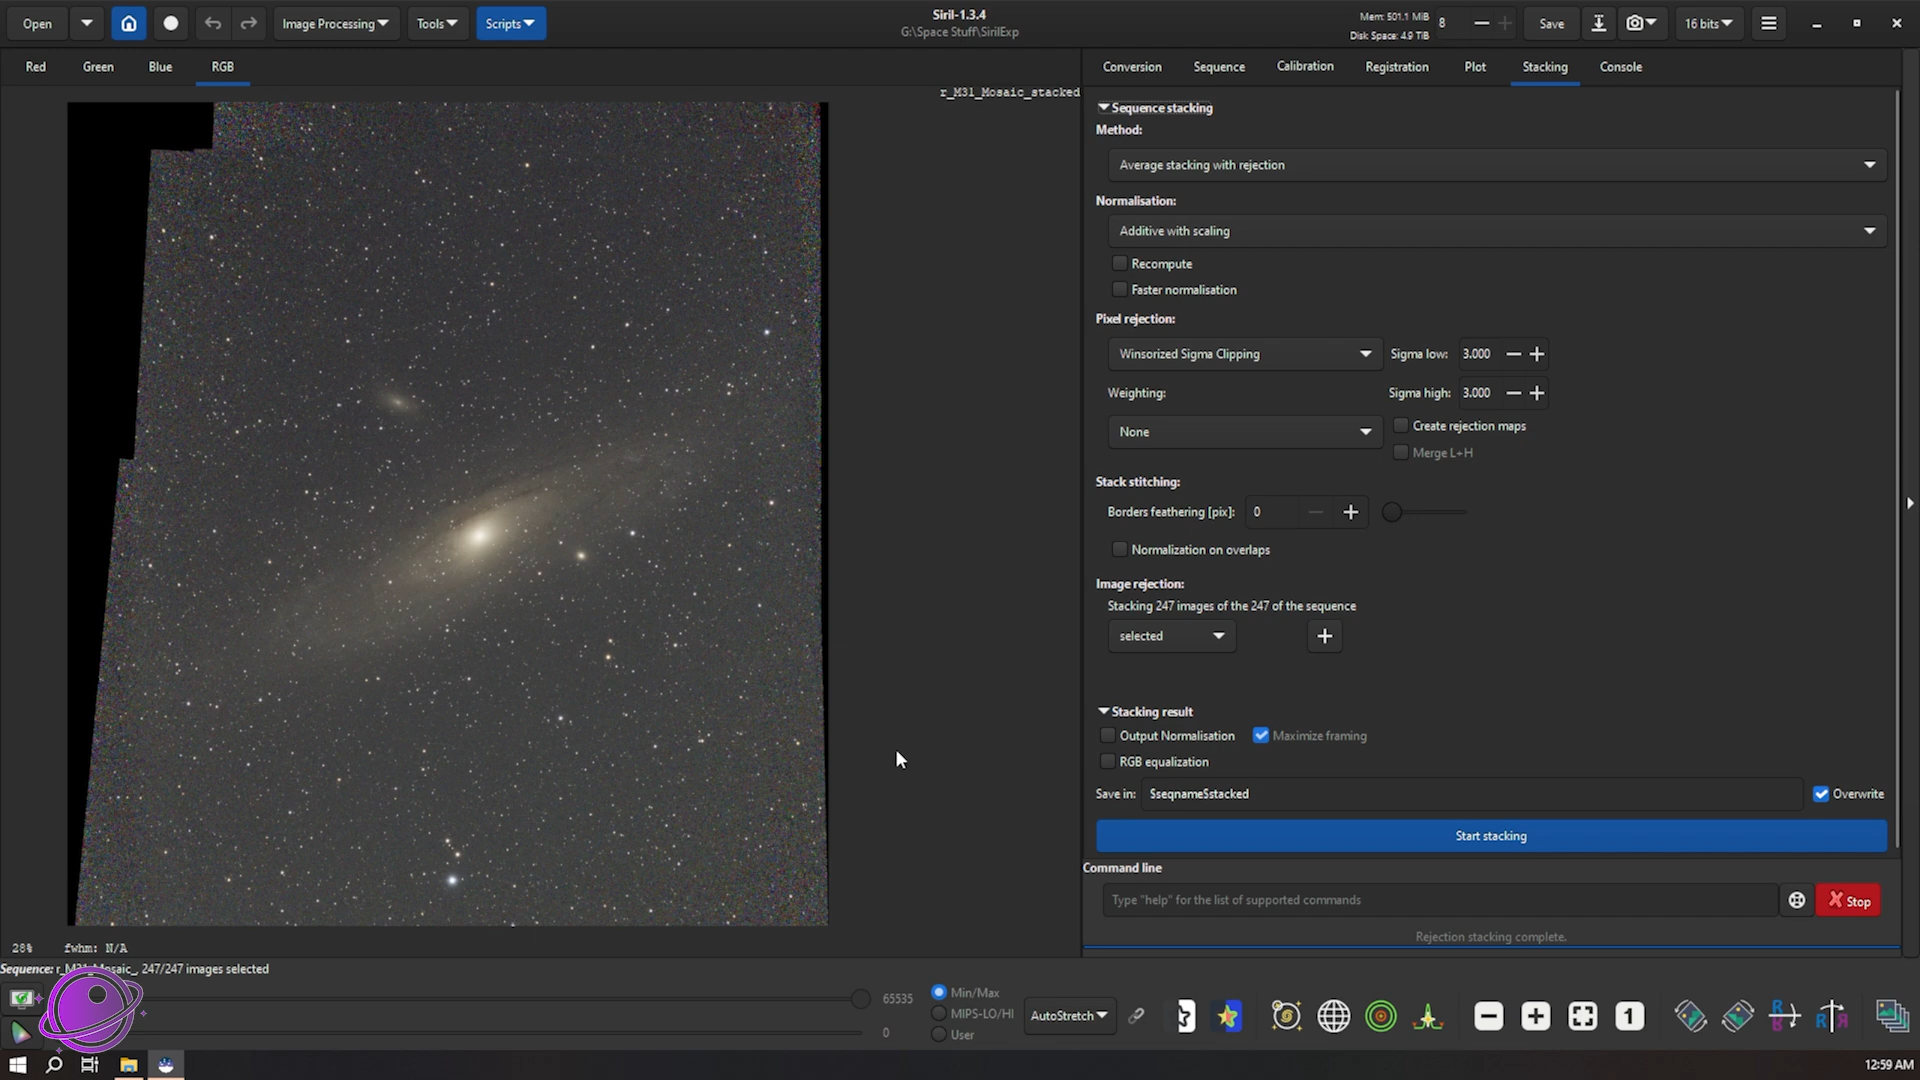 Open
Image Processing
Tools
Scripts
Siril-1.3.4
G:\Space Stuff\SirilExp
Mem: 501.1 MiB
Disk Space: 4.9 TiB
8
Save
16 bits
Red
Green
Blue
RGB
r_M31_Mosaic_stacked
Conversion
Sequence
Calibration
Registration
Plot
Stacking
Console
Sequence stacking
Method:
Average stacking with rejection
Normalisation:
Additive with scaling
Recompute
Faster normalisation
Pixel rejection:
Winsorized Sigma Clipping
Sigma low: 3.000
Weighting:
Sigma high: 3.000
None
Create rejection maps
Merge L+H
Stack stitching:
Borders feathering [pix]: 0
Normalization on overlaps
Image rejection:
Stacking 247 images of the 247 of the sequence
selected
Stacking result
Output Normalisation
Maximize framing
RGB equalization
Save in: $seqname$stacked
Overwrite
Start stacking
Command line
Type "help" for the list of supported commands
Stop
Rejection stacking complete.
28%
fwhm: N/A
Sequence: r_M31_Mosaic_, 247/247 images selected
65535
0
Min/Max
MIPS-LO/HI
User
AutoStretch
1
R
R
R R
12:59 AM